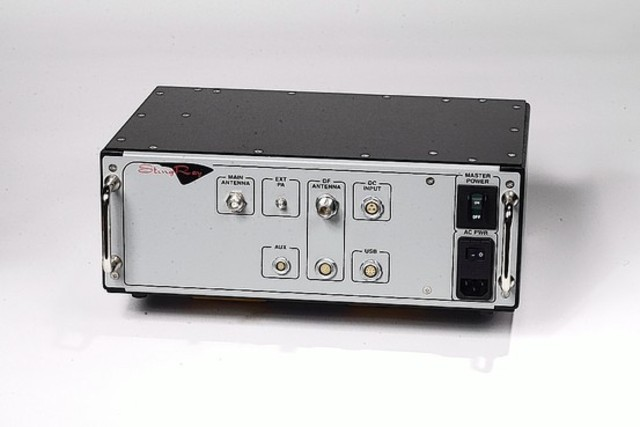 StingRay
MAIN
ANTENNA
EXT
PA
DF
ANTENNA
DC
INPUT
MASTER
POWER
OFF
AC PWR
AUX
USB